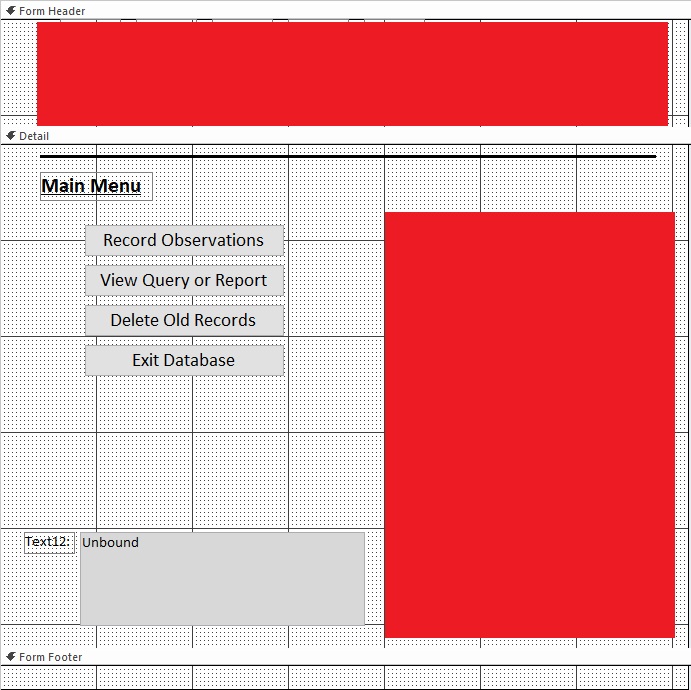 Form Header
Detail
Main Menu
Record Observations
View Query or Report
Delete Old Records
Exit Database
Text12:
Unbound
Form Footer